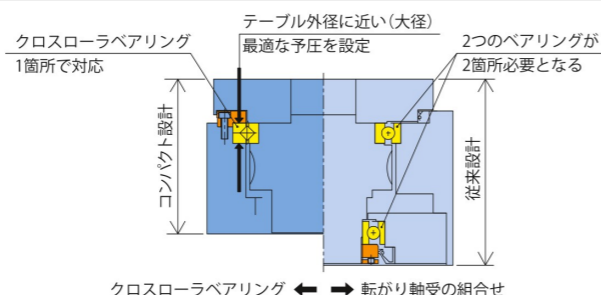 テーブル外径に近い(大径)
最適な予圧を設定
クロスローラベアリング
1箇所で対応
2つのベアリングが
2箇所必要となる
コンパクト設計
従来設計
クロスローラベアリング ← → 転がり軸受の組合せ